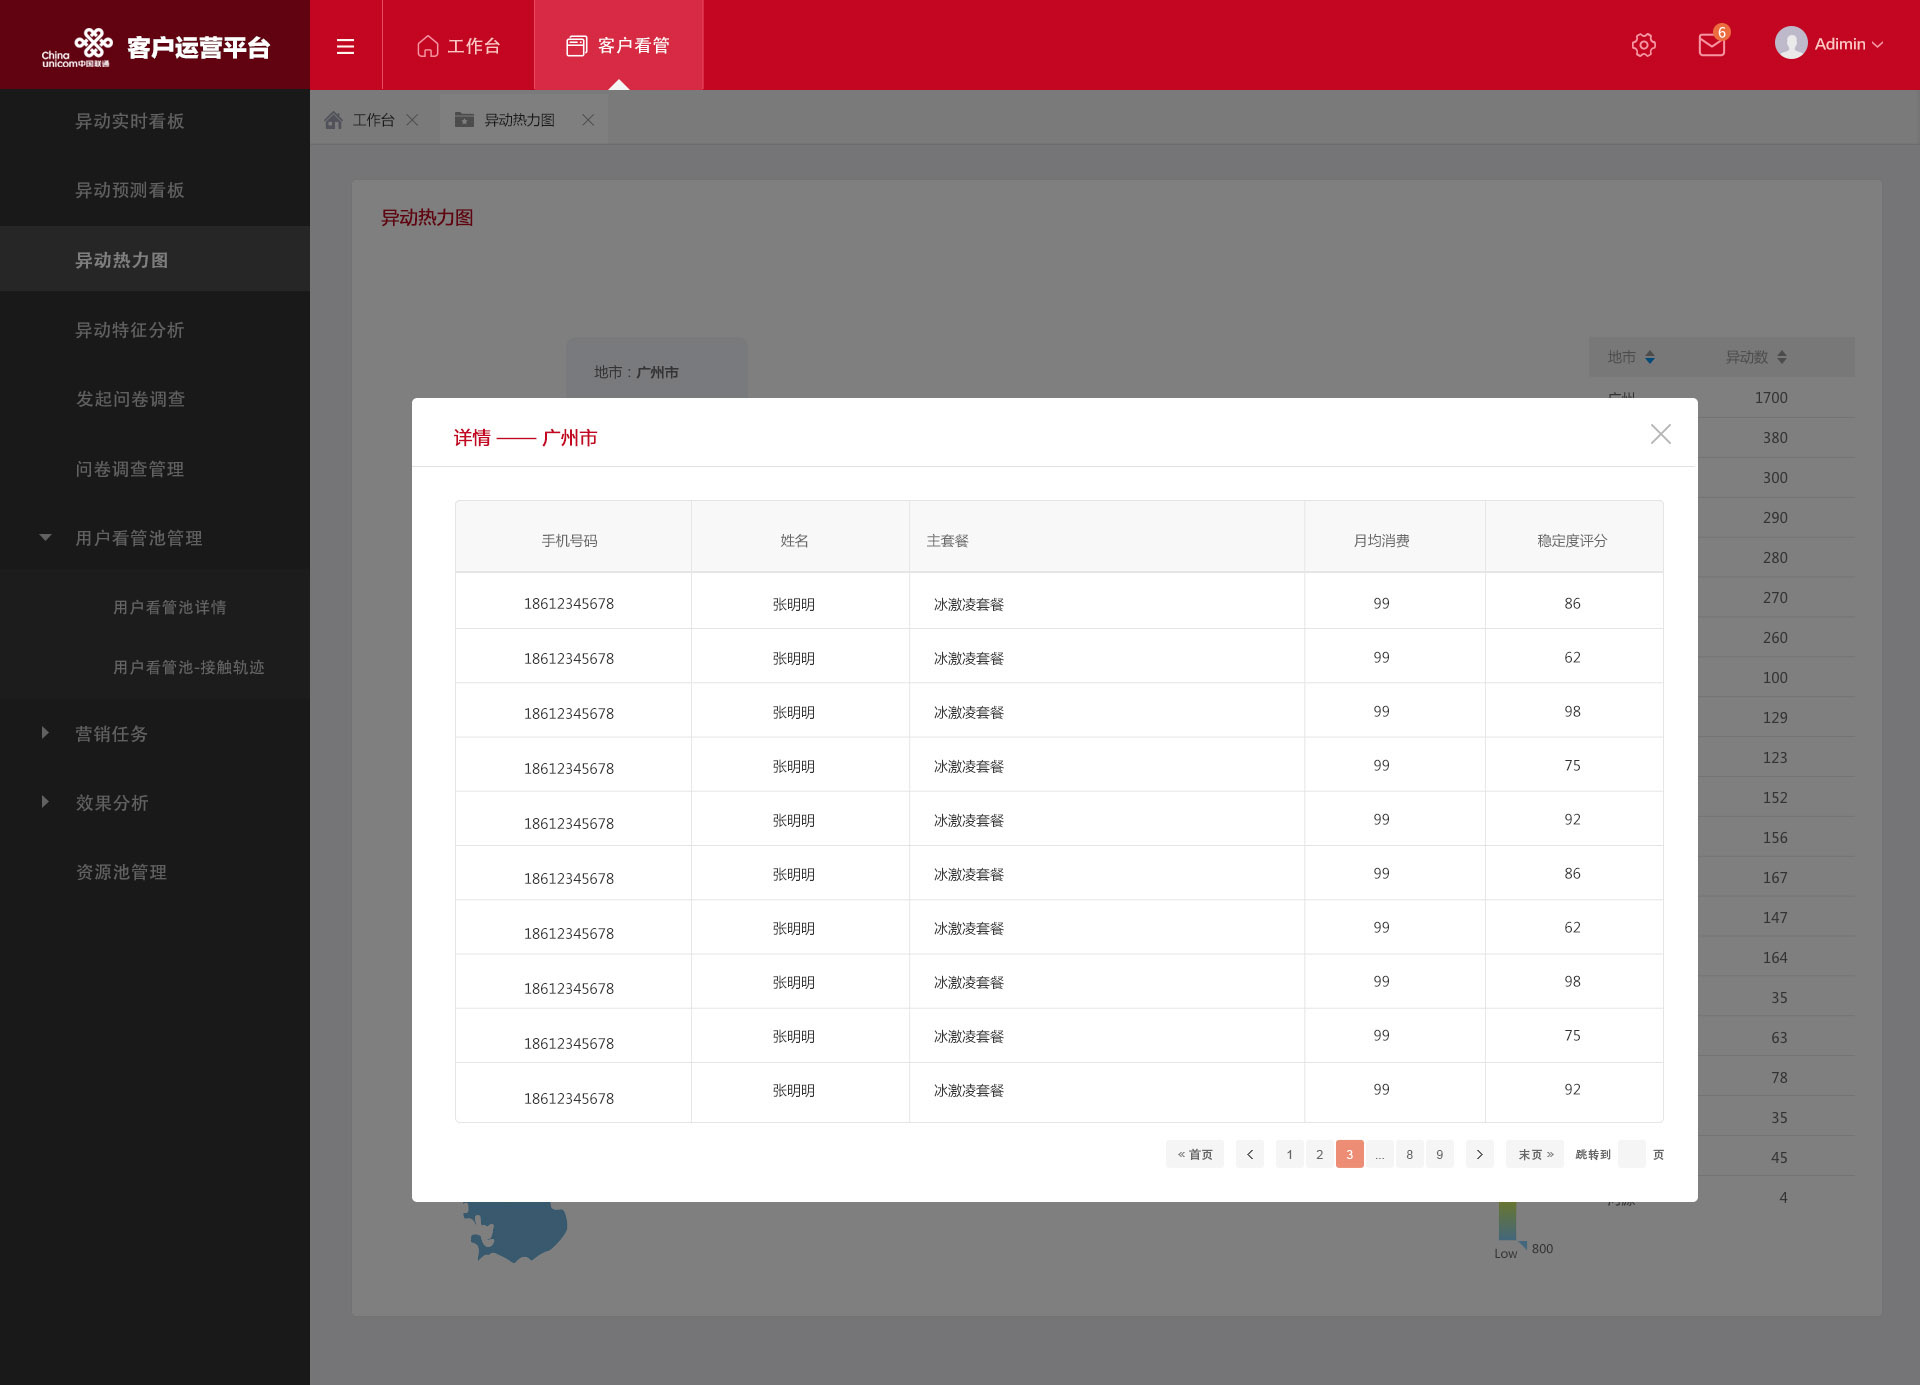 China
unicom中国联通
客户运营平台
工作台
客户看管
6
Adimin
异动实时看板
异动预测看板
异动热力图
异动特征分析
发起问卷调查
问卷调查管理
用户看管池管理
用户看管池详情
用户看管池-接触轨迹
营销任务
效果分析
资源池管理
工作台
异动热力图
异动热力图
地市：广州市
地市 异动数
广州 1700
380
300
290
280
270
260
100
129
123
152
156
167
147
164
35
63
78
35
45
河源 4
Low
800
详情 —— 广州市
手机号码 姓名 主套餐 月均消费 稳定度评分
18612345678 张明明 冰激凌套餐 99 86
18612345678 张明明 冰激凌套餐 99 62
18612345678 张明明 冰激凌套餐 99 98
18612345678 张明明 冰激凌套餐 99 75
18612345678 张明明 冰激凌套餐 99 92
18612345678 张明明 冰激凌套餐 99 86
18612345678 张明明 冰激凌套餐 99 62
18612345678 张明明 冰激凌套餐 99 98
18612345678 张明明 冰激凌套餐 99 75
18612345678 张明明 冰激凌套餐 99 92
« 首页 < 1 2 3 ... 8 9 > 末页 » 跳转到 页